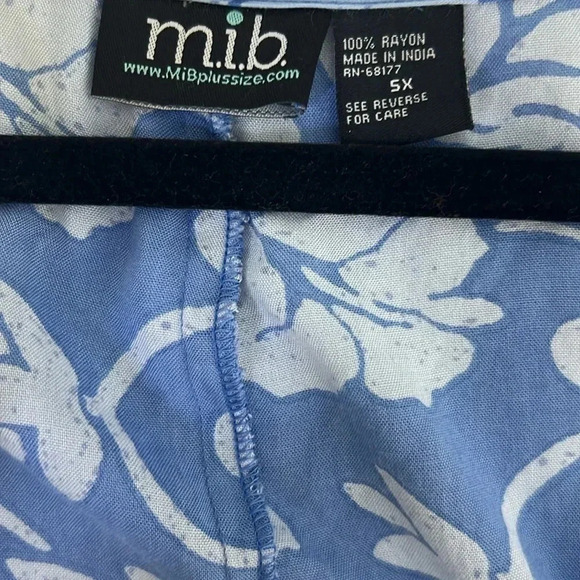 m.i.b.
www.MiBplussize.com
100% RAYON
MADE IN INDIA
RN-68177
5X
SEE REVERSE
FOR CARE